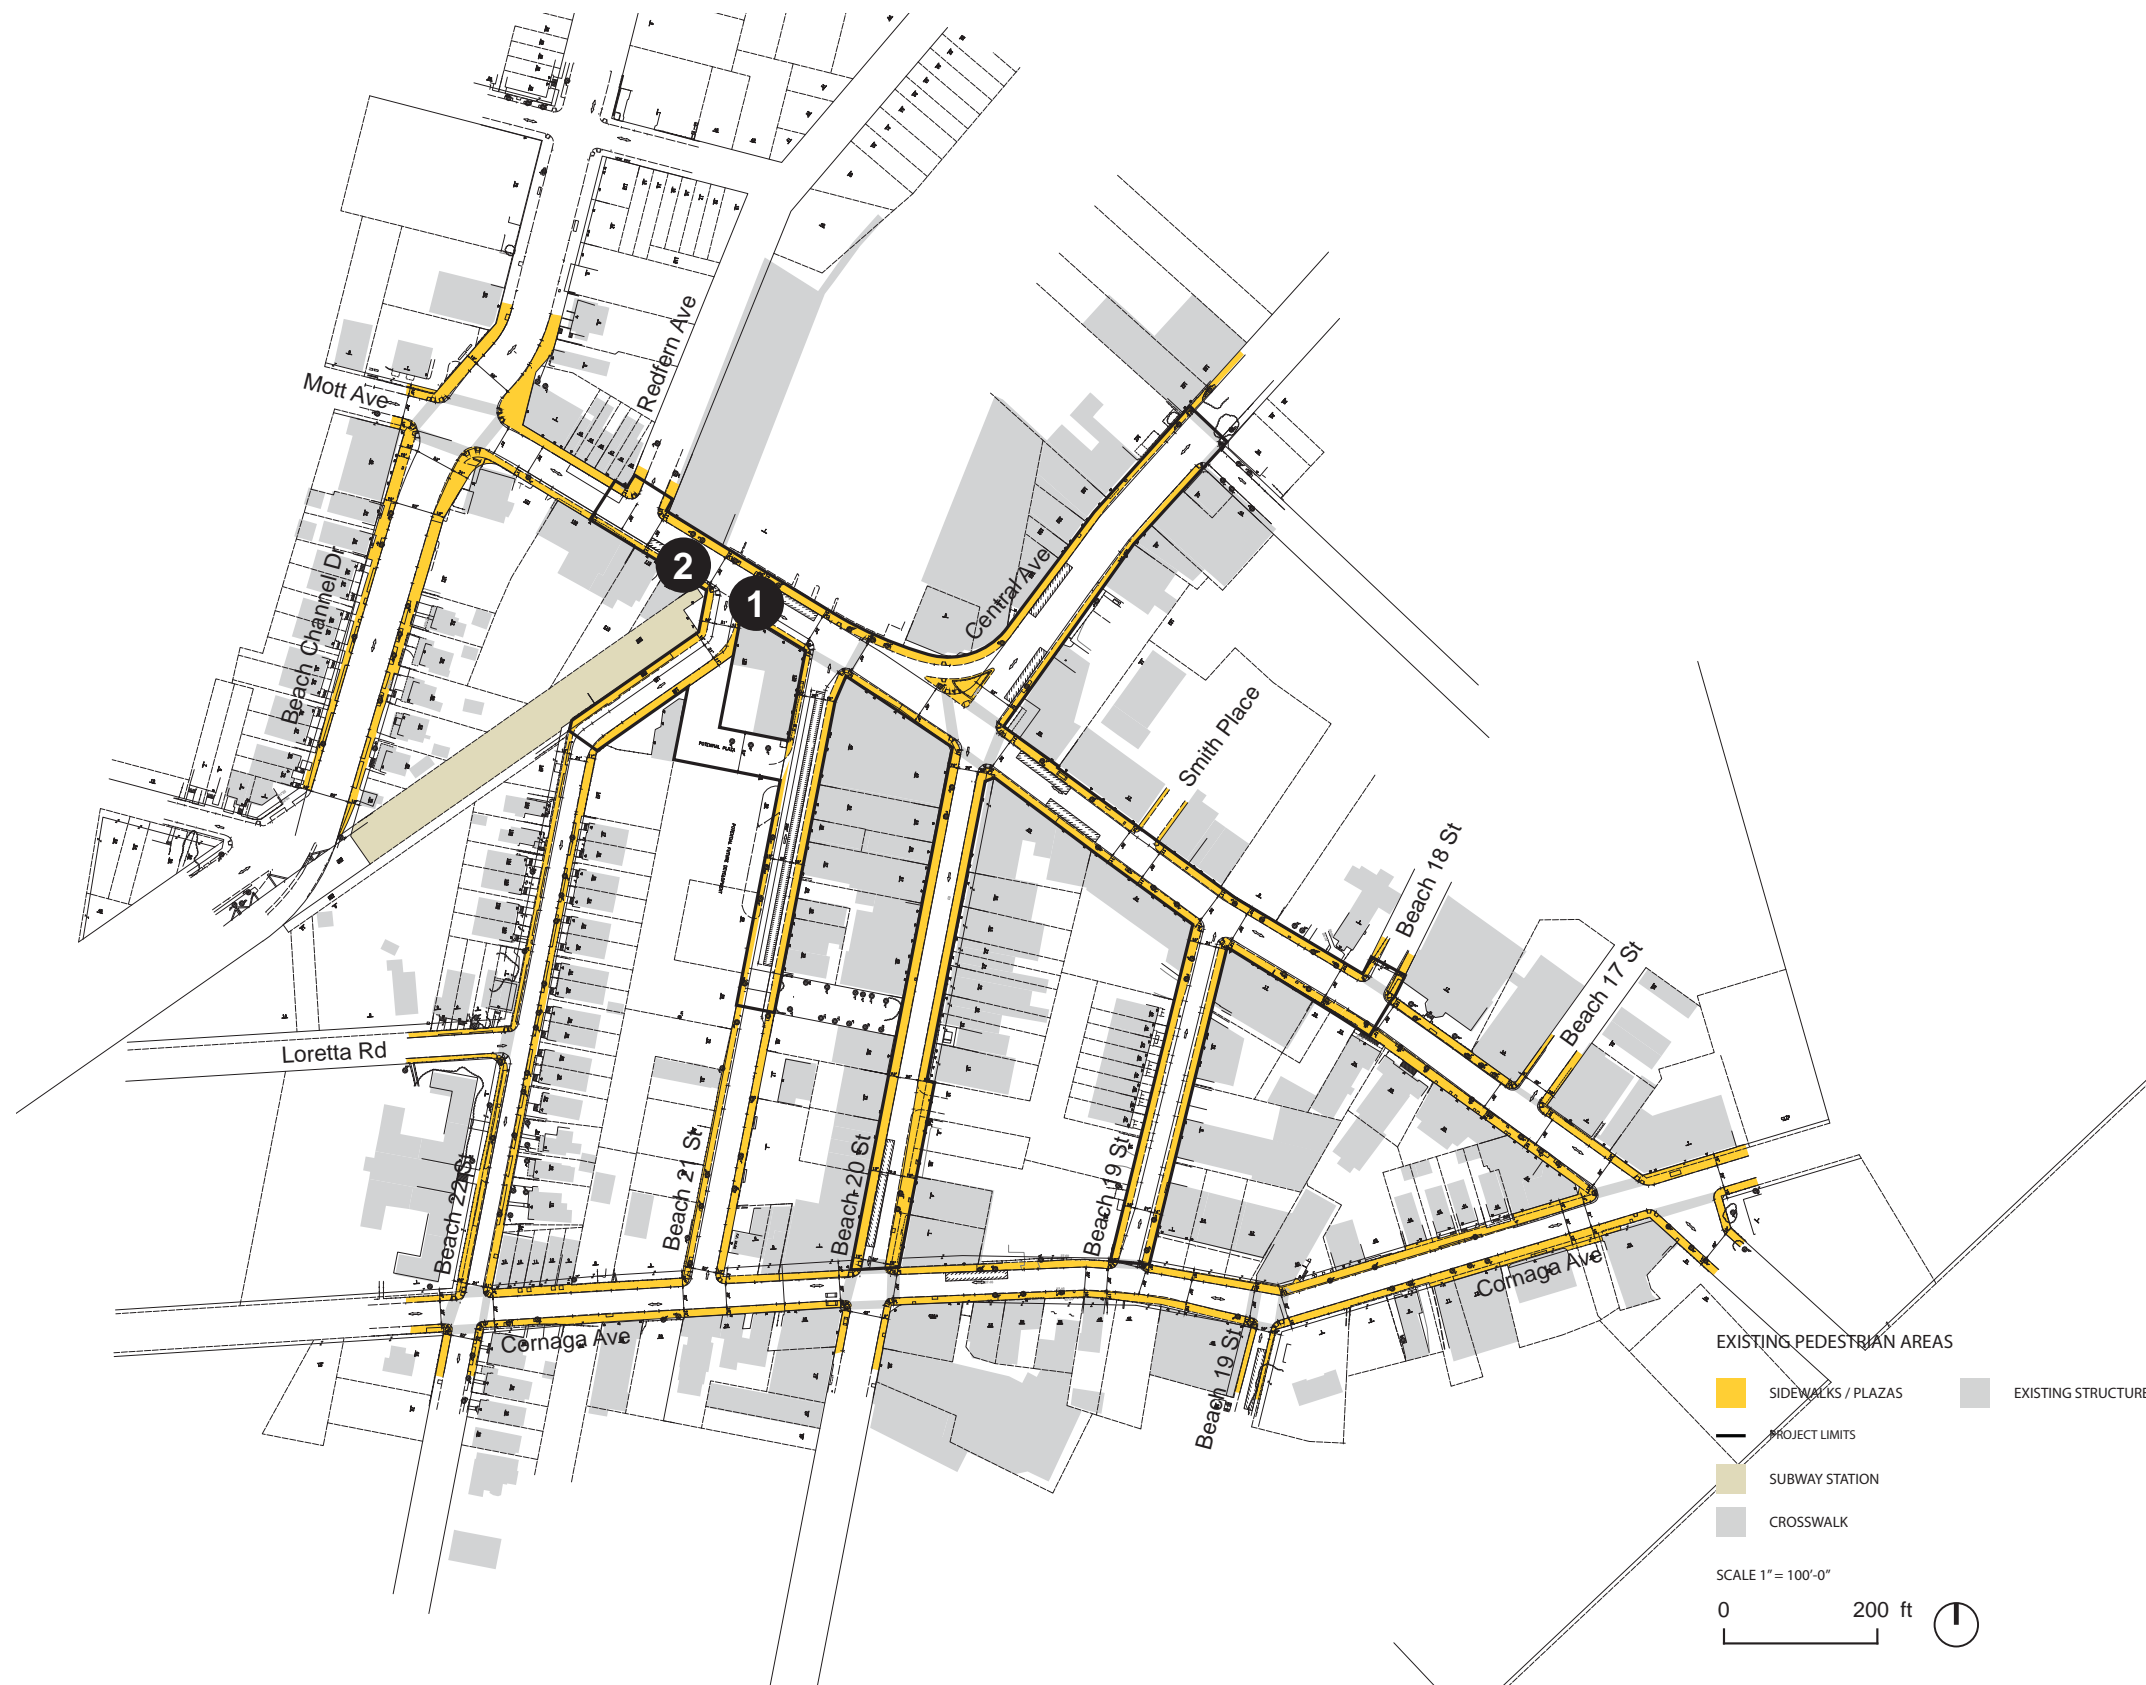 Redfern Ave
Mott Ave
2
1
Central Ave
Beach Channel Dr
Smith Place
POTENTIAL PLAZA
Beach 18 St
Beach 17 St
Loretta Rd
Beach 22 St
Beach 21 St
Beach 20 St
Beach 19 St
Cornaga Ave
Cornaga Ave
Beach 19 St
EXISTING PEDESTRIAN AREAS
SIDEWALKS / PLAZAS
EXISTING STRUCTURE
PROJECT LIMITS
SUBWAY STATION
CROSSWALK
SCALE 1" = 100'-0"
0 200 ft